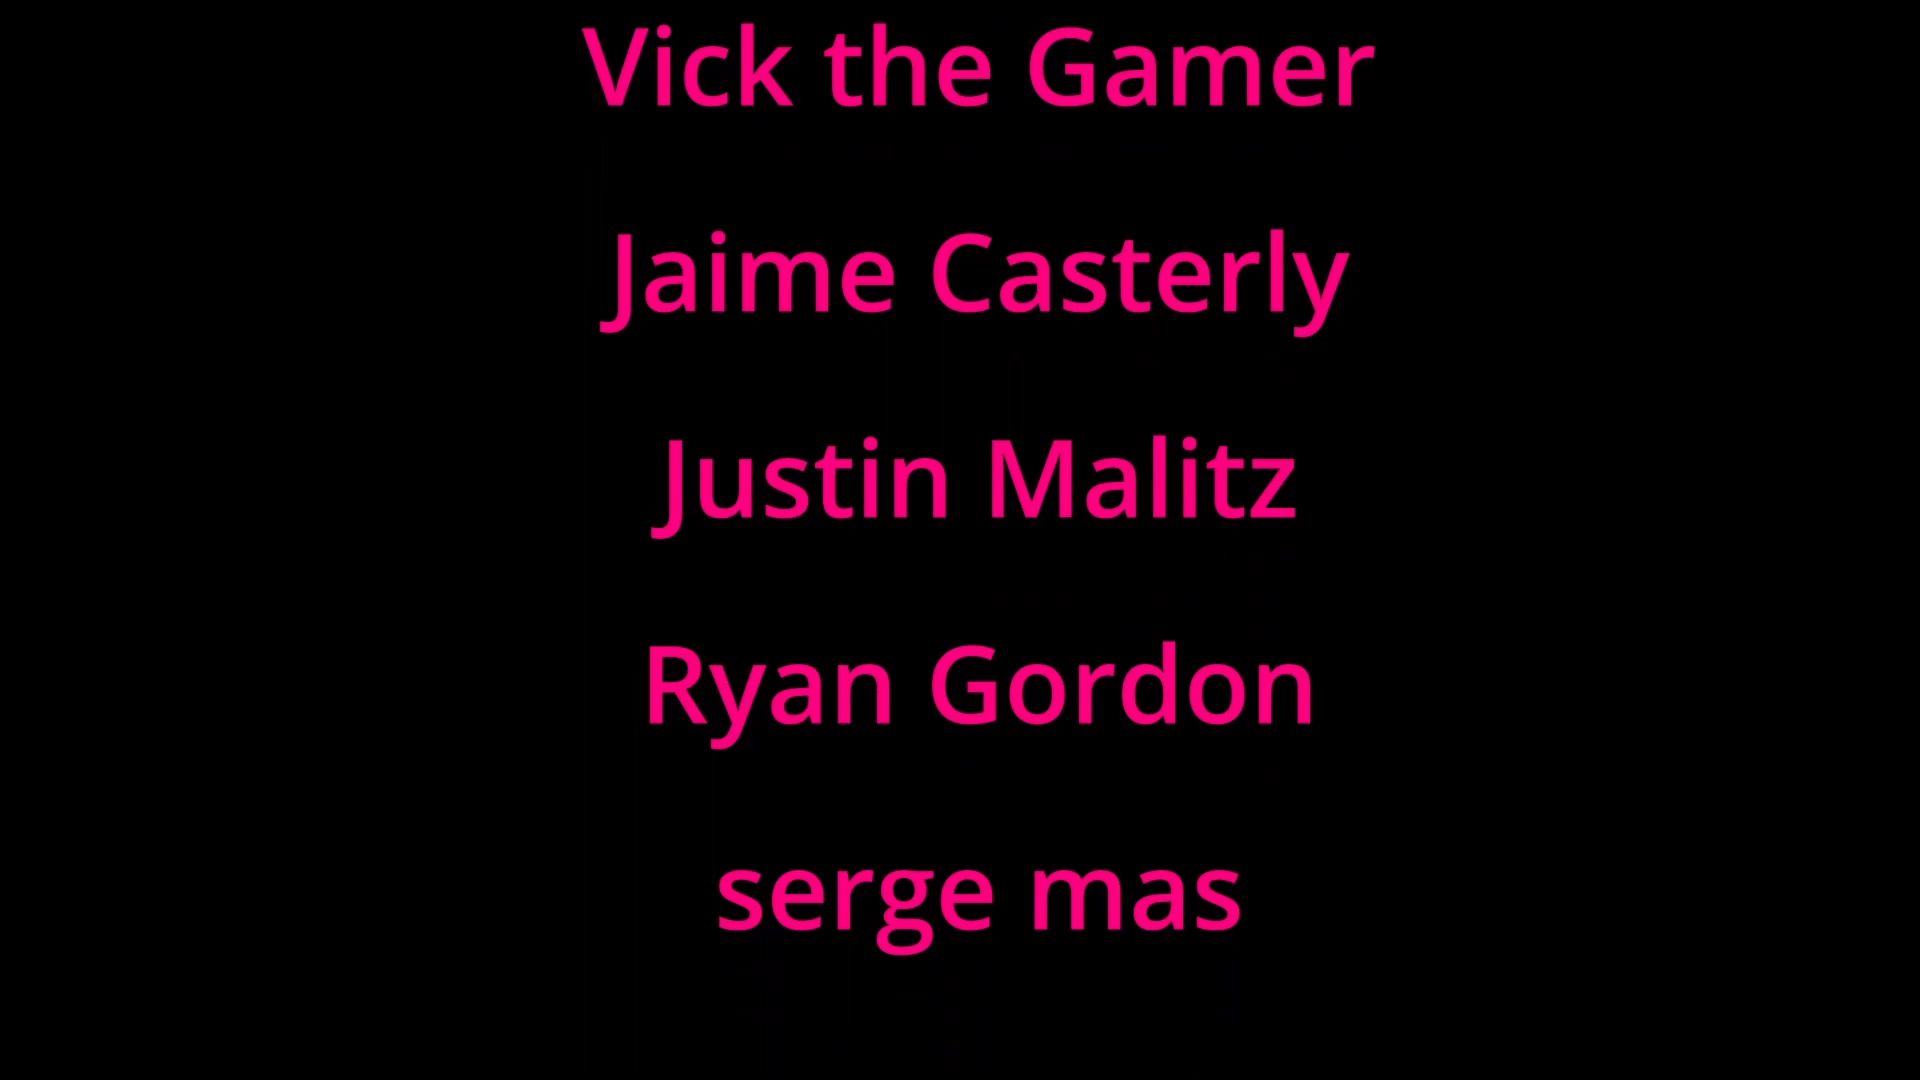 Vick the Gamer
Jaime Casterly
Justin Malitz
Ryan Gordon
serge mas